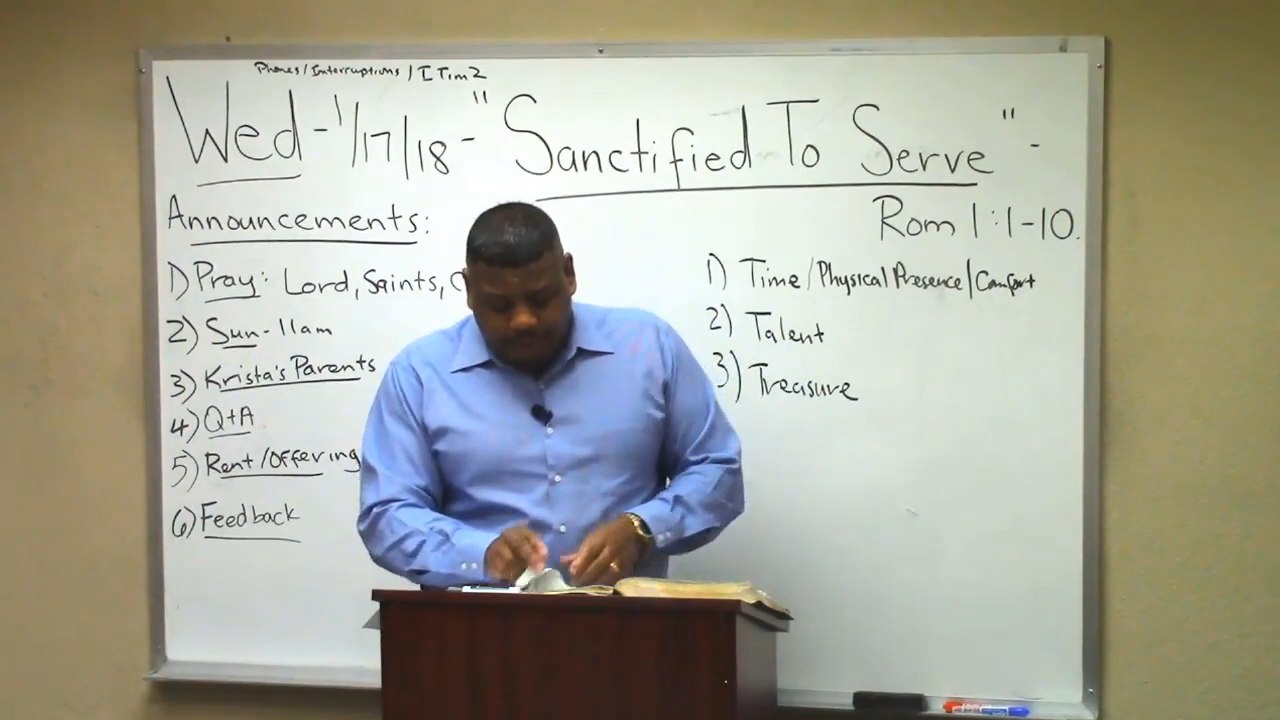 Phones/Interruptions/I Tim 2
Wed - 1/17/18 - "Sanctified To Serve" -
Rom 1:1-10.
Announcements:
1) Pray: Lord, Saints,
2) Sun - 11am
3) Krista's Parents
4) Q+A
5) Rent/Offering
6) Feedback
1) Time/Physical Presence/Comfort
2) Talent
3) Treasure